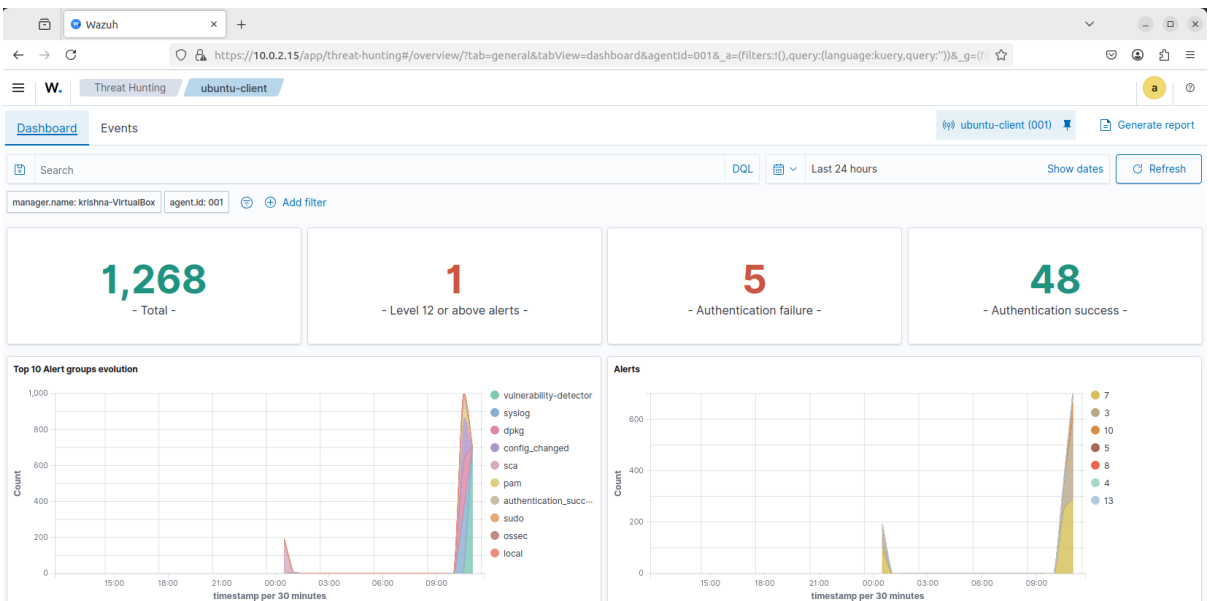 Wazuh
https://10.0.2.15/app/threat-hunting#/overview/?tab=general&tabView=dashboard&agentId=001&_a=(filters:!(),query:(language:kuery,query:''))&_g=(fil
W. Threat Hunting ubuntu-client a
Dashboard Events ubuntu-client (001) Generate report
Search DQL Last 24 hours Show dates Refresh
manager.name: krishna-VirtualBox agent.id: 001 Add filter
1,268 1 5 48
- Total - - Level 12 or above alerts - - Authentication failure - - Authentication success -
Top 10 Alert groups evolution
1,000
800
600
400
200
0
Count
15:00 18:00 21:00 00:00 03:00 06:00 09:00
timestamp per 30 minutes
vulnerability-detector
syslog
dpkg
config_changed
sca
pam
authentication_succ...
sudo
ossec
local
Alerts
600
400
200
0
Count
15:00 18:00 21:00 00:00 03:00 06:00 09:00
timestamp per 30 minutes
7
3
10
5
8
4
13